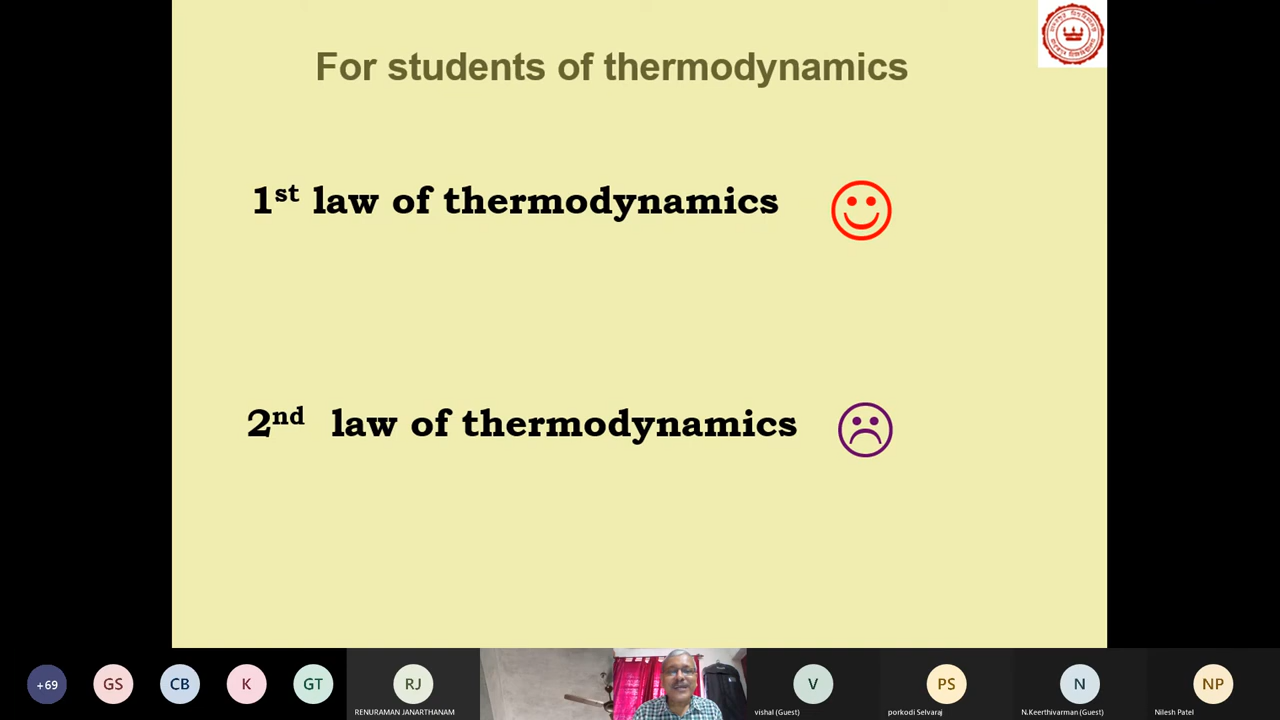 For students of thermodynamics
1st law of thermodynamics
2nd law of thermodynamics
+69
GS
CB
K
GT
RJ
RENURAMAN JANARTHANAM
V
vishal (Guest)
PS
porkodi Selvaraj
N
N.Keerthivarman (Guest)
NP
Nilesh Patel